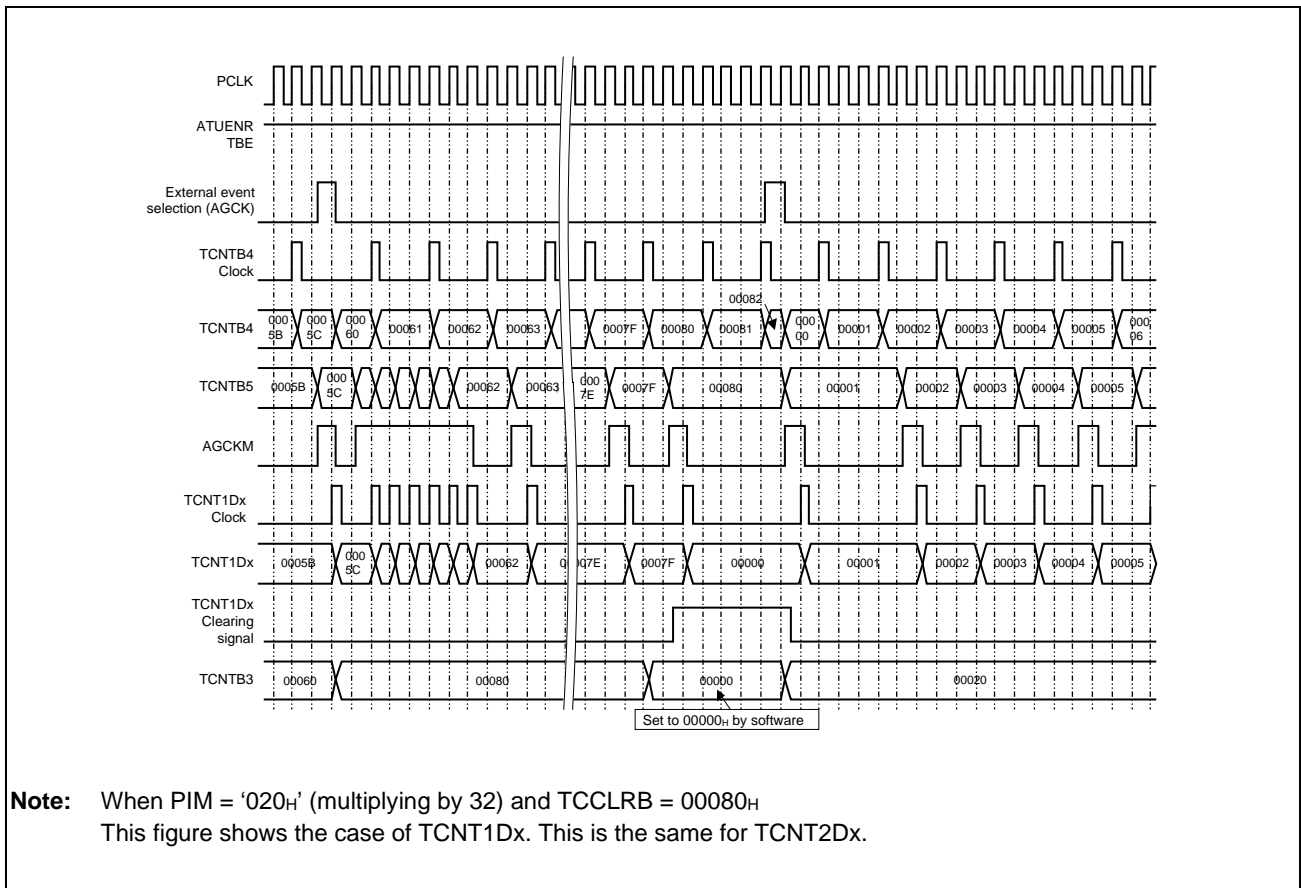 PCLK
ATUENR
TBE
External event
selection (AGCK)
TCNTB4
Clock
00082
TCNTB4
000
5B
000
5C
000
60
00061
00062
00063
0007F
00080
00081
000
00
00001
00002
00003
00004
00005
000
06
TCNTB5
0005B
000
5C
00062
00063
000
7E
0007F
00080
00001
00002
00003
00004
00005
AGCKM
TCNT1Dx
Clock
TCNT1Dx
0005B
000
5C
00062
0007E
0007F
00000
00001
00002
00003
00004
00005
TCNT1Dx
Clearing
signal
TCNTB3
00060
00080
00000
00020
Set to 00000H by software
Note: When PIM = ‘020H’ (multiplying by 32) and TCCLRB = 00080H
This figure shows the case of TCNT1Dx. This is the same for TCNT2Dx.